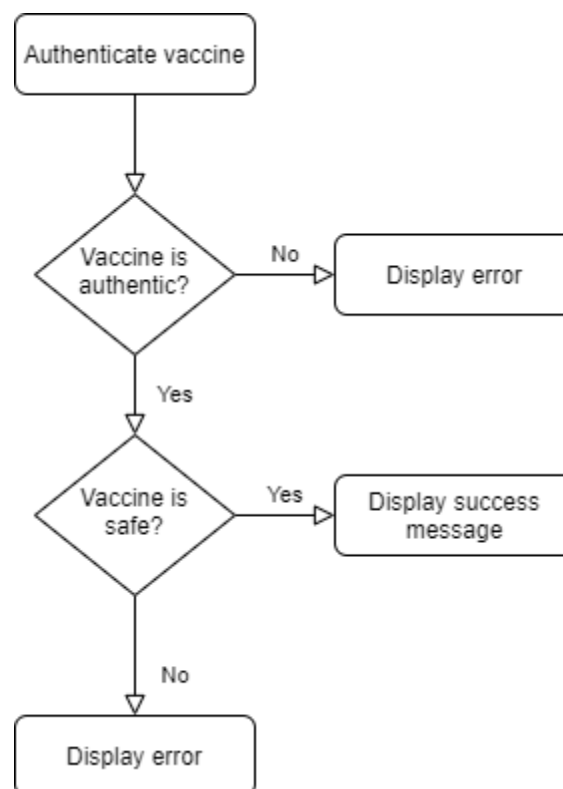 Authenticate vaccine
Vaccine is
authentic?
No
Display error
Yes
Vaccine is
safe?
Yes
Display success
message
No
Display error